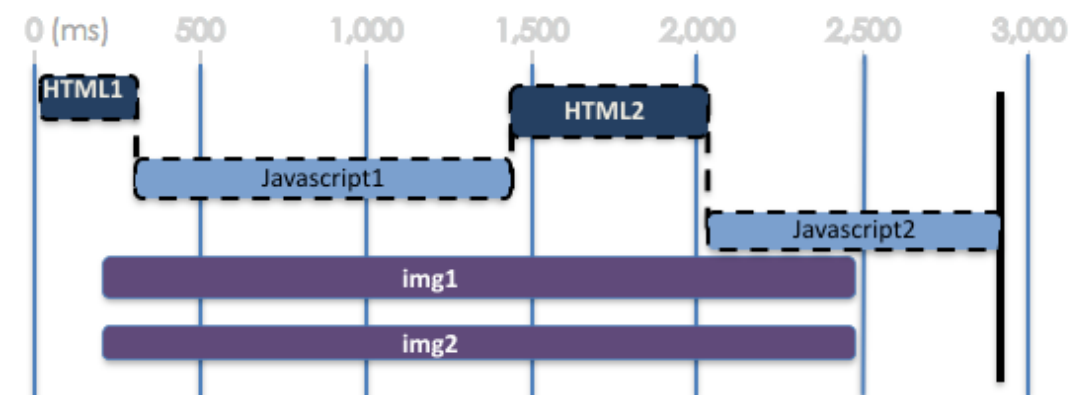 0 (ms) 500 1,000 1,500 2,000 2,500 3,000
HTML1
HTML2
Javascript1
Javascript2
img1
img2